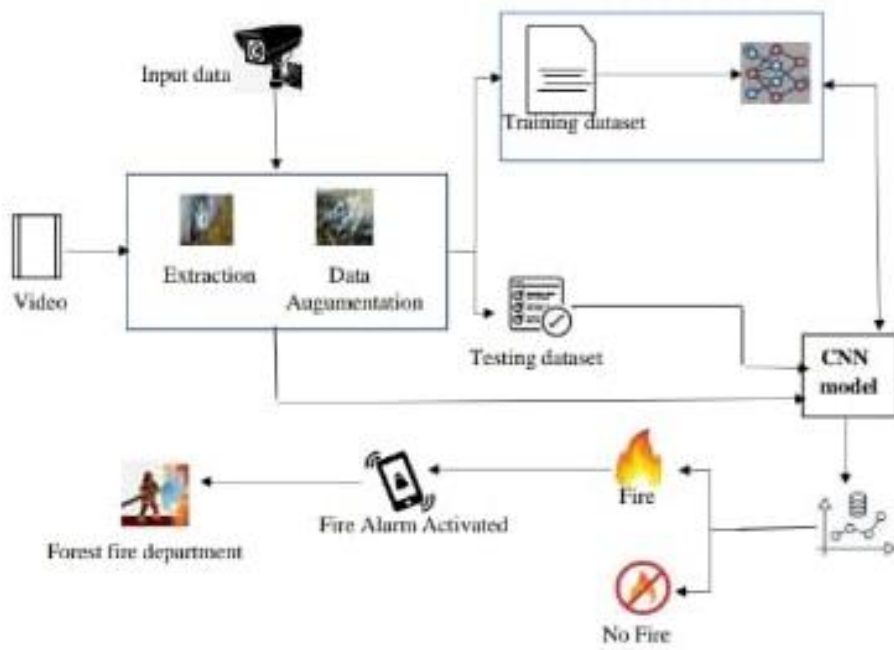 Input data
Training dataset
Video
Extraction
Data
Augumentation
Testing dataset
CNN
model
Fire
Fire Alarm Activated
Forest fire department
No Fire